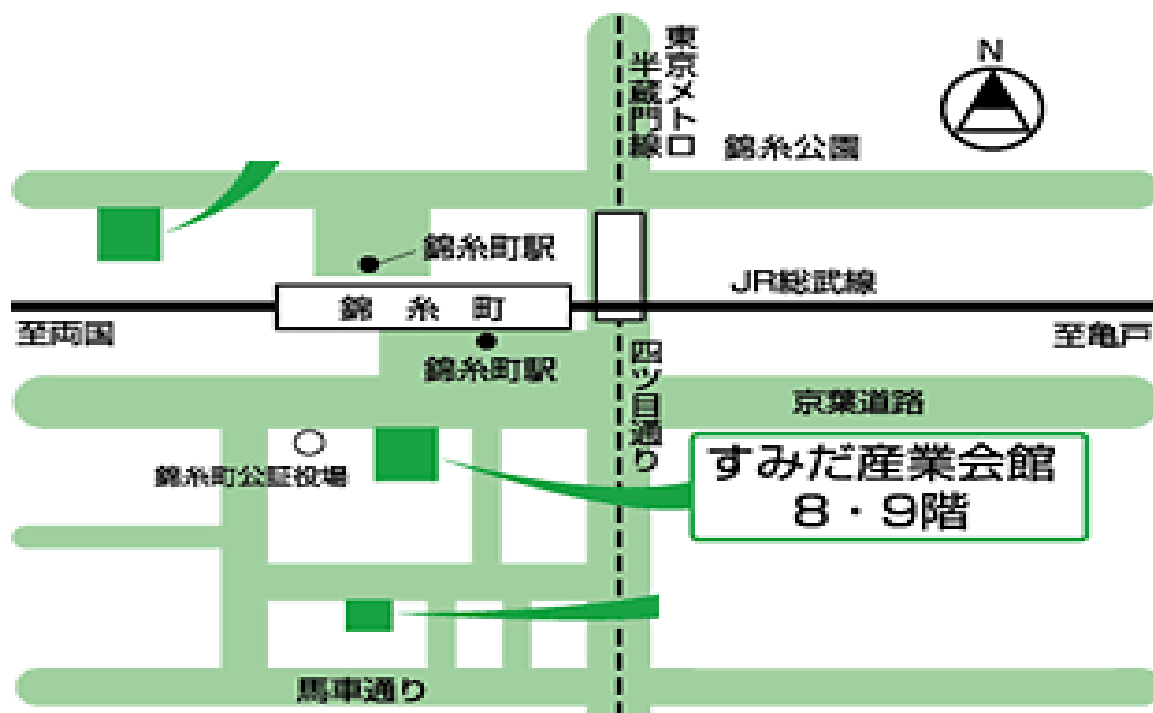 東京メトロ
半蔵門線
N
錦糸公園
錦糸町駅
JR総武線
錦糸町
至両国
至亀戸
錦糸町駅
四ツ目通り
京葉道路
錦糸町公証役場
すみだ産業会館
8・9階
馬車通り